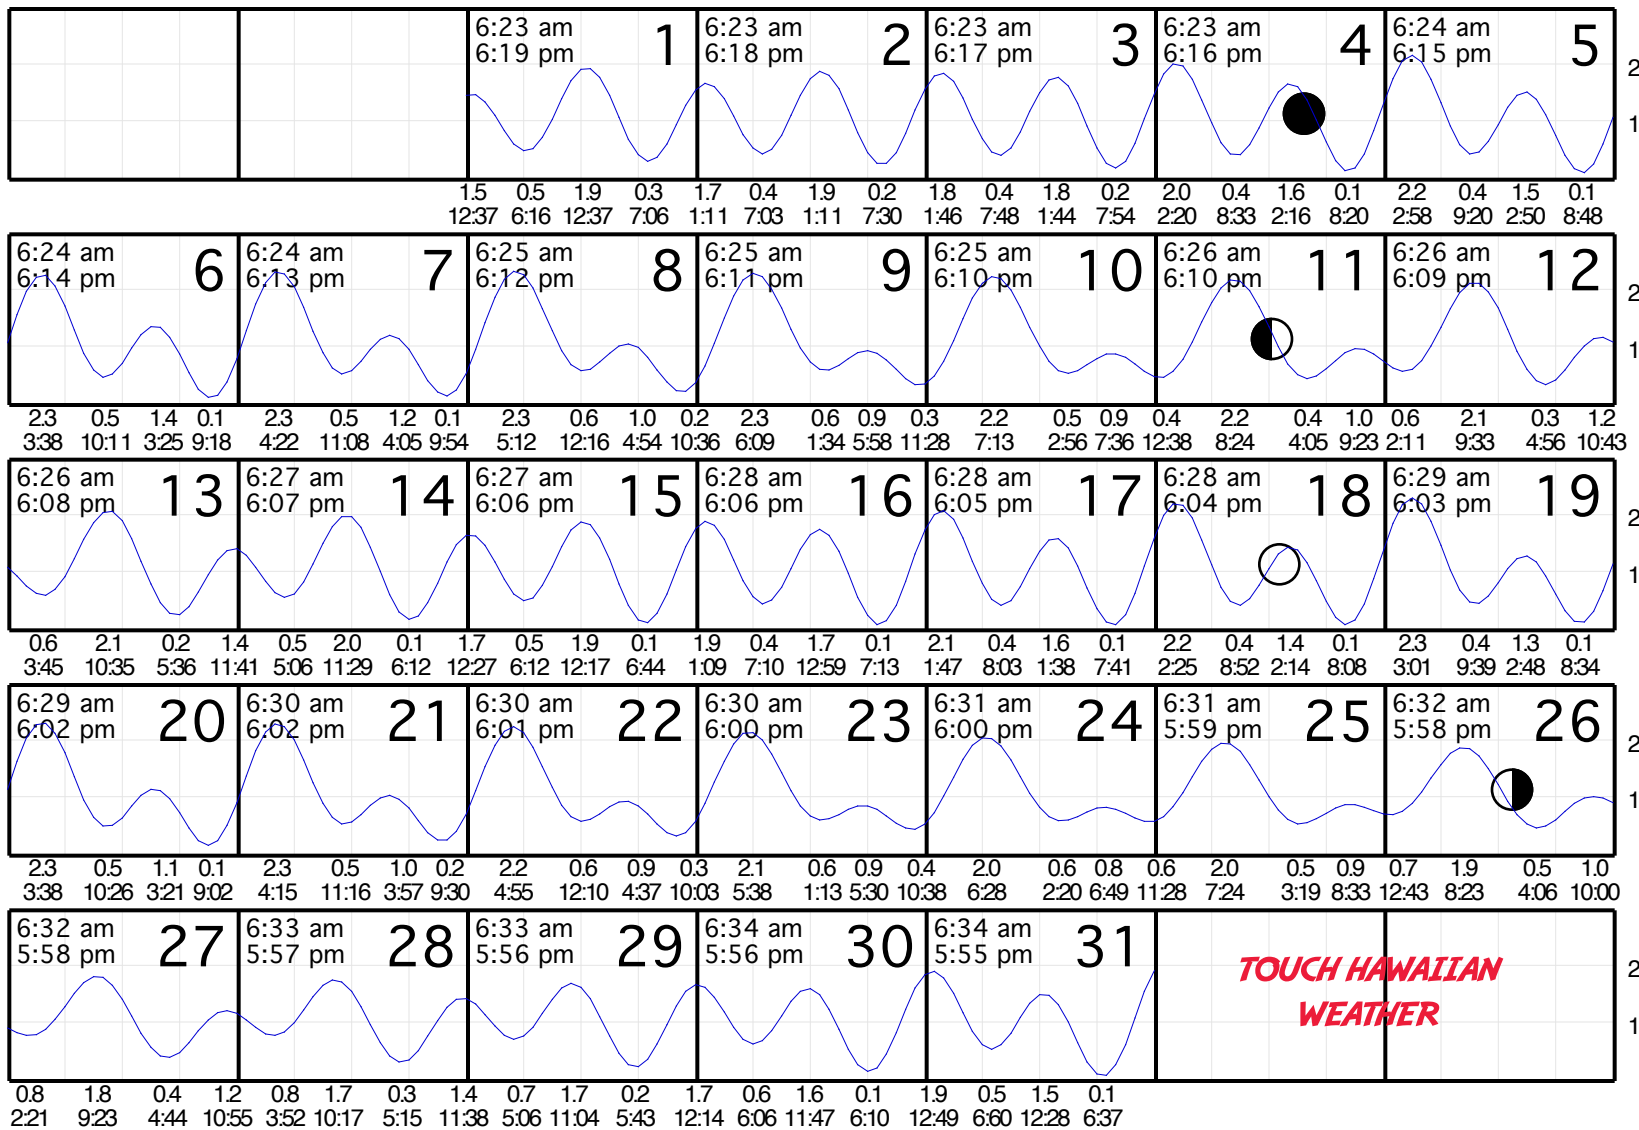 6:23 am 6:23 am 6:23 am 6:23 am 6:24 am
6:19 pm 1 6:18 pm 2 6:17 pm 3 6:16 pm 4 6:15 pm 5
2
1
1.5 0.5 1.9 0.3 1.7 0.4 1.9 0.2 1.8 0.4 1.8 0.2 2.0 0.4 1.6 0.1 2.2 0.4 1.5 0.1
12:37 6:16 12:37 7:06 1:11 7:03 1:11 7:30 1:46 7:48 1:44 7:54 2:20 8:33 2:16 8:20 2:58 9:20 2:50 8:48
6:24 am 6:24 am 6:25 am 6:25 am 6:25 am 6:26 am 6:26 am
6:14 pm 6 6:13 pm 7 6:12 pm 8 6:11 pm 9 6:10 pm 10 6:10 pm 11 6:09 pm 12
2
1
2.3 0.5 1.4 0.1 2.3 0.5 1.2 0.1 2.3 0.6 1.0 0.2 2.3 0.6 0.9 0.3 2.2 0.5 0.9 0.4 2.2 0.4 1.0 0.6 2.1 0.3 1.2
3:38 10:11 3:25 9:18 4:22 11:08 4:05 9:54 5:12 12:16 4:54 10:36 6:09 1:34 5:58 11:28 7:13 2:56 7:36 12:38 8:24 4:05 9:23 2:11 9:33 4:56 10:43
6:26 am 6:27 am 6:27 am 6:28 am 6:28 am 6:28 am 6:29 am
6:08 pm 13 6:07 pm 14 6:06 pm 15 6:06 pm 16 6:05 pm 17 6:04 pm 18 6:03 pm 19
2
1
0.6 2.1 0.2 1.4 0.5 2.0 0.1 1.7 0.5 1.9 0.1 1.9 0.4 1.7 0.1 2.1 0.4 1.6 0.1 2.2 0.4 1.4 0.1 2.3 0.4 1.3 0.1
3:45 10:35 5:36 11:41 5:06 11:29 6:12 12:27 6:12 12:17 6:44 1:09 7:10 12:59 7:13 1:47 8:03 1:38 7:41 2:25 8:52 2:14 8:08 3:01 9:39 2:48 8:34
6:29 am 6:30 am 6:30 am 6:30 am 6:31 am 6:31 am 6:32 am
6:02 pm 20 6:02 pm 21 6:01 pm 22 6:00 pm 23 6:00 pm 24 5:59 pm 25 5:58 pm 26
2
1
2.3 0.5 1.1 0.1 2.3 0.5 1.0 0.2 2.2 0.6 0.9 0.3 2.1 0.6 0.9 0.4 2.0 0.6 0.8 0.6 2.0 0.5 0.9 0.7 1.9 0.5 1.0
3:38 10:26 3:21 9:02 4:15 11:16 3:57 9:30 4:55 12:10 4:37 10:03 5:38 1:13 5:30 10:38 6:28 2:20 6:49 11:28 7:24 3:19 8:33 12:43 8:23 4:06 10:00
6:32 am 6:33 am 6:33 am 6:34 am 6:34 am
5:58 pm 27 5:57 pm 28 5:56 pm 29 5:56 pm 30 5:55 pm 31
TOUCH HAWAIIAN
WEATHER
2
1
0.8 1.8 0.4 1.2 0.8 1.7 0.3 1.4 0.7 1.7 0.2 1.7 0.6 1.6 0.1 1.9 0.5 1.5 0.1
2:21 9:23 4:44 10:55 3:52 10:17 5:15 11:38 5:06 11:04 5:43 12:14 6:06 11:47 6:10 12:49 6:60 12:28 6:37